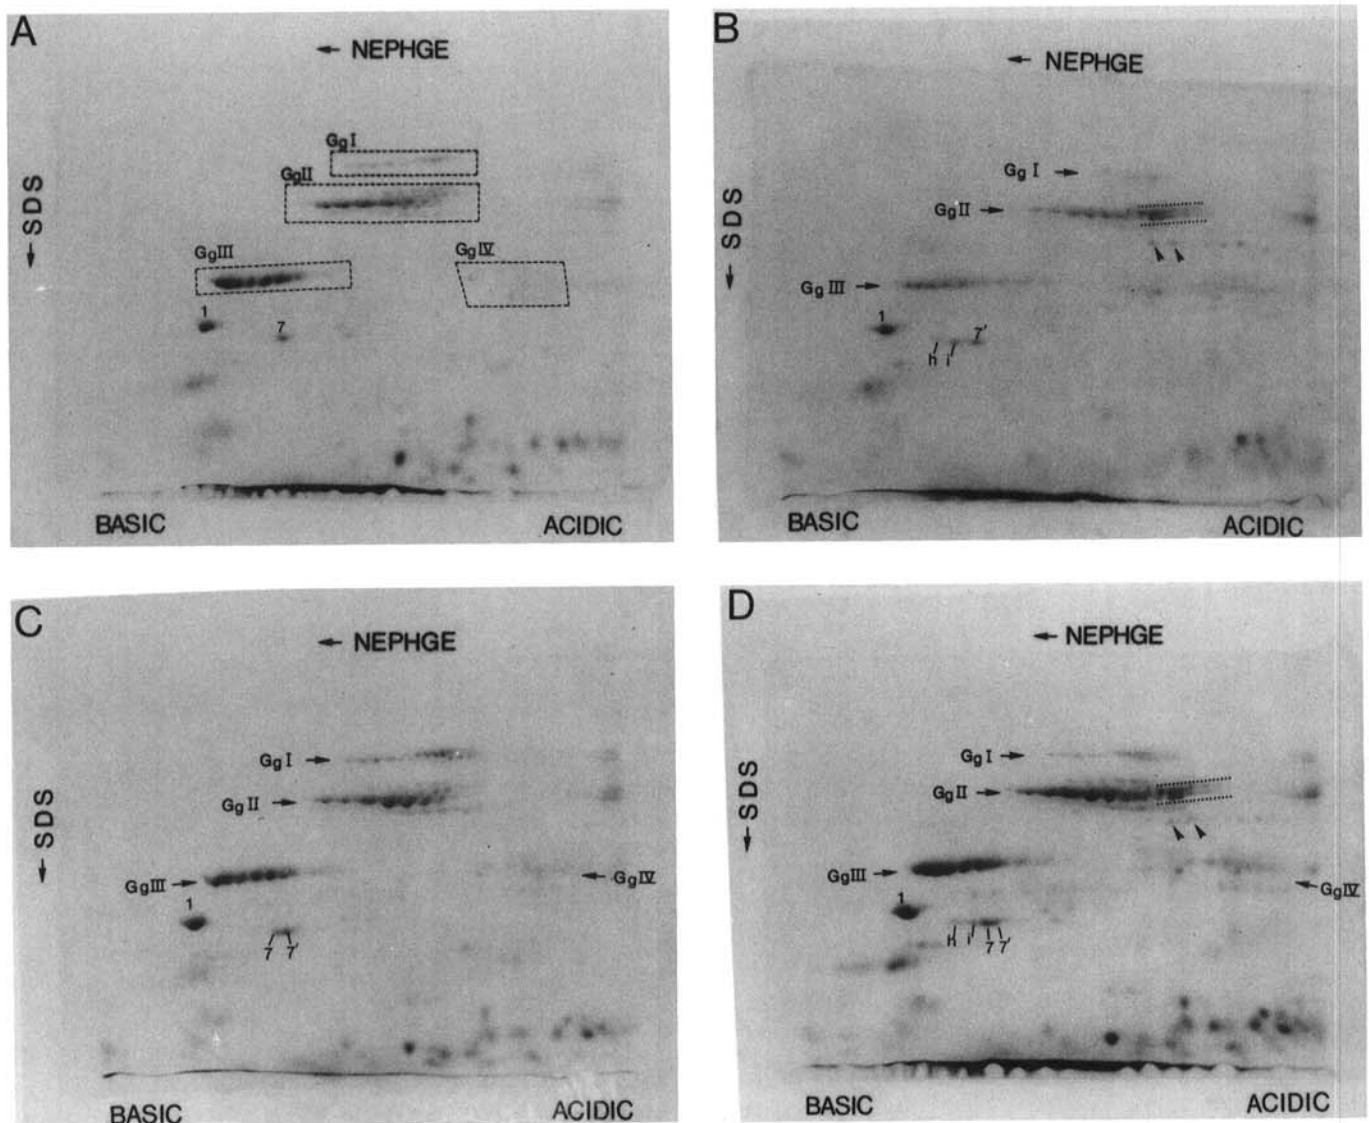 A
← NEPHGE
GgI
GgII
← SDS
GgIII
GgIV
1
7
BASIC ACIDIC
B
← NEPHGE
Gg I →
GgII →
← SDS
Gg III →
1
h i 7'
BASIC ACIDIC
C
← NEPHGE
GgI →
GgII →
← SDS
GgIII →
← GgIV
1
7 7'
BASIC ACIDIC
D
← NEPHGE
GgI →
GgII →
← SDS
GgIII →
← GgIV
1
h i 7 7'
BASIC ACIDIC